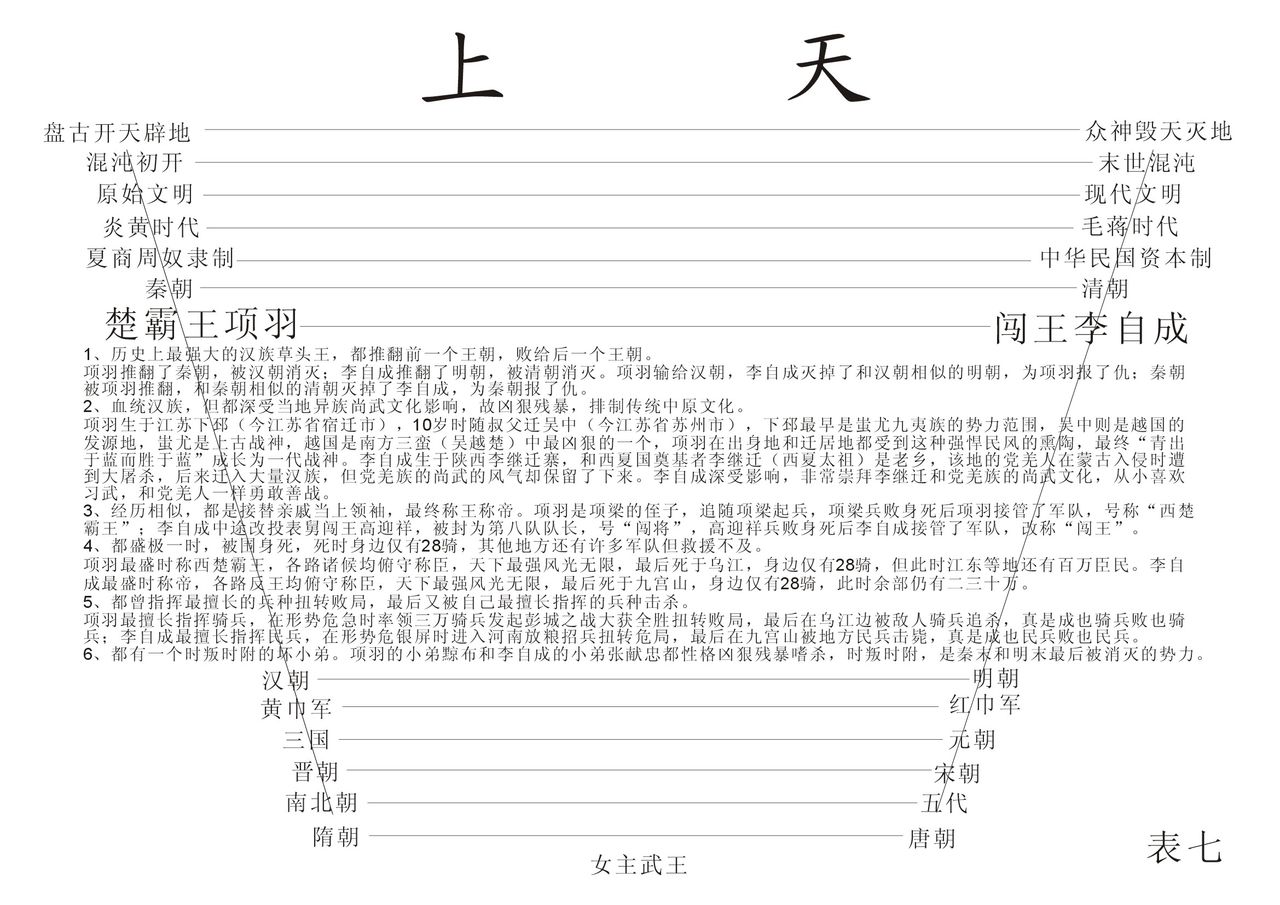 上 天
盘古开天辟地 众神毁天灭地
混沌初开 末世混沌
原始文明 现代文明
炎黄时代 毛蒋时代
夏商周奴隶制 中华民国资本制
秦朝 清朝
楚霸王项羽 闯王李自成
1、历史上最强大的汉族草头王，都推翻前一个王朝，败给后一个王朝。
项羽推翻了秦朝，被汉朝消灭；李自成推翻了明朝，被清朝消灭。项羽输给汉朝，李自成灭掉了和汉朝相似的明朝，为项羽报了仇；秦朝
被项羽推翻，和秦朝相似的清朝灭掉了李自成，为秦朝报了仇。
2、血统汉族，但都深受当地异族尚武文化影响，故凶狠残暴，排制传统中原文化。
项羽生于江苏下邳（今江苏省宿迁市），10岁时随叔父迁吴中（今江苏省苏州市），下邳最早是蚩尤九夷族的势力范围，吴中则是越国的
发源地，蚩尤是上古战神，越国是南方三蛮（吴越楚）中最凶狠的一个，项羽在出身地和迁居地都受到这种强悍民风的熏陶，最终“青出
于蓝而胜于蓝”成长为一代战神。李自成生于陕西李继迁寨，和西夏国奠基者李继迁（西夏太祖）是老乡，该地的党羌人在蒙古入侵时遭
到大屠杀，后来迁入大量汉族，但党羌族的尚武的风气却保留了下来。李自成深受影响，非常崇拜李继迁和党羌族的尚武文化，从小喜欢
习武，和党羌人一样勇敢善战。
3、经历相似，都是接替亲戚当上领袖，最终称王称帝。项羽是项梁的侄子，追随项梁起兵，项梁兵败身死后项羽接管了军队，号称“西楚
霸王”；李自成中途改投表舅闯王高迎祥，被封为第八队队长，号“闯将”，高迎祥兵败身死后李自成接管了军队，改称“闯王”。
4、都盛极一时，被围身死，死时身边仅有28骑，其他地方还有许多军队但救援不及。
项羽最盛时称西楚霸王，各路诸候均俯守称臣，天下最强风光无限，最后死于乌江，身边仅有28骑，但此时江东等地还有百万臣民。李自
成最盛时称帝，各路反王均俯守称臣，天下最强风光无限，最后死于九宫山，身边仅有28骑，此时余部仍有二三十万。
5、都曾指挥最擅长的兵种扭转败局，最后又被自己最擅长指挥的兵种击杀。
项羽最擅长指挥骑兵，在形势危急时率领三万骑兵发起彭城之战大获全胜扭转败局，最后在乌江边被敌人骑兵追杀，真是成也骑兵败也骑
兵；李自成最擅长指挥民兵，在形势危银屏时进入河南放粮招兵扭转危局，最后在九宫山被地方民兵击毙，真是成也民兵败也民兵。
6、都有一个时叛时附的坏小弟。项羽的小弟黥布和李自成的小弟张献忠都性格凶狠残暴嗜杀，时叛时附，是秦末和明末最后被消灭的势力。
汉朝 明朝
黄巾军 红巾军
三国 元朝
晋朝 宋朝
南北朝 五代
隋朝 唐朝
女主武王
表七